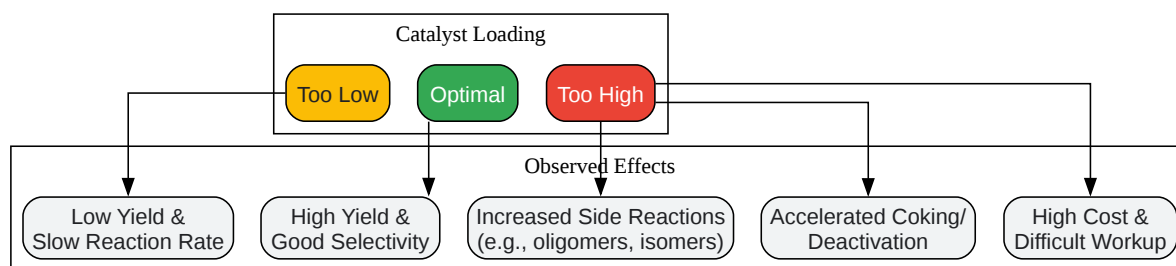 Catalyst Loading
Too Low
Optimal
Too High
Observed Effects
Low Yield &
Slow Reaction Rate
High Yield &
Good Selectivity
Increased Side Reactions
(e.g., oligomers, isomers)
Accelerated Coking/
Deactivation
High Cost &
Difficult Workup